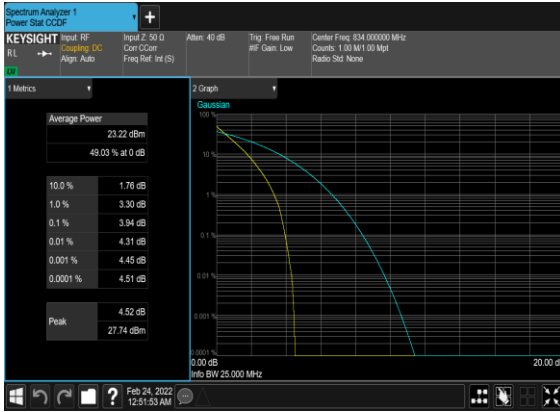 Spectrum Analyzer 1
Power Stat CCDF
+
KEYSIGHT
RL
LXI
Input: RF
Coupling: DC
Align: Auto
Input Z: 50 Ω
Corr CCorr
Freq Ref: Int (S)
Atten: 40 dB
Trig: Free Run
#IF Gain: Low
Center Freq: 834.000000 MHz
Counts: 1.00 M/1.00 Mpt
Radio Std: None
1 Metrics
Average Power
23.22 dBm
49.03 % at 0 dB
10.0 % 1.76 dB
1.0 % 3.30 dB
0.1 % 3.94 dB
0.01 % 4.31 dB
0.001 % 4.45 dB
0.0001 % 4.51 dB
Peak
4.52 dB
27.74 dBm
2 Graph
Gaussian
100 %
10 %
1 %
0.1 %
0.01 %
0.001 %
0.0001 %
0.00 dB
20.00 d
Info BW 25.000 MHz
?
Feb 24, 2022
12:51:53 AM